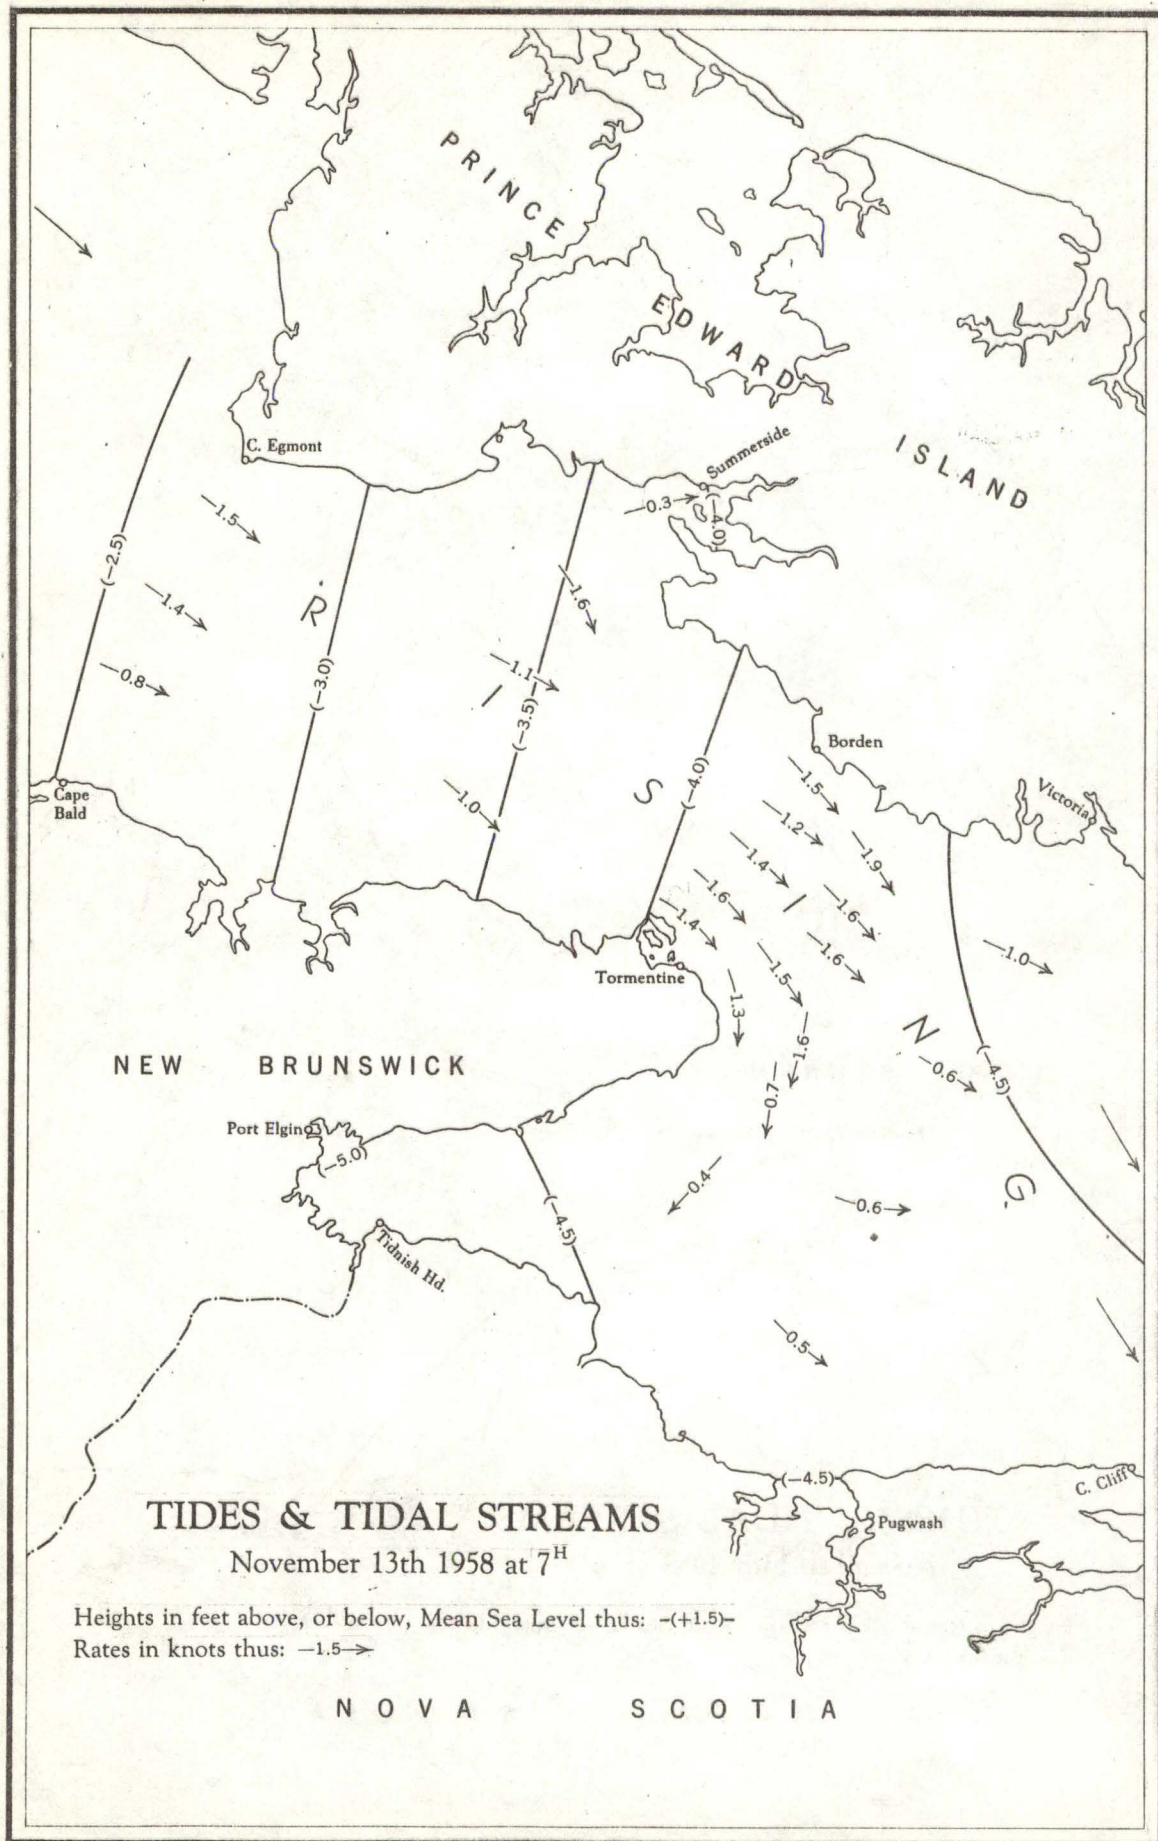 PRINCE
EDWARD
ISLAND
C. Egmont
Summerside
—0.3→
(—4.0)
—1.5→
(—2.5)
—1.4→
—0.8→
R
(—3.0)
—1.6→
—1.1→
I
(—3.5)
—1.0→
S
(—4.0)
Borden
Victoria
Cape
Bald
—1.5→
—1.2→
—1.9→
—1.4→
—1.6→
—1.4→
I
—1.6→
—1.6→
—1.5→
—1.3→
—1.6→
—1.0→
Tormentine
N
—0.6→
(—4.5)
—0.7→
NEW BRUNSWICK
Port Elgin
(—5.0)
—0.4→
—0.6→
G.
(—4.5)
Tidnish Hd.
—0.5→
(—4.5)
C. Cliff
Pugwash
TIDES & TIDAL STREAMS
November 13th 1958 at 7H
Heights in feet above, or below, Mean Sea Level thus: -(+1.5)-
Rates in knots thus: —1.5→
NOVA SCOTIA